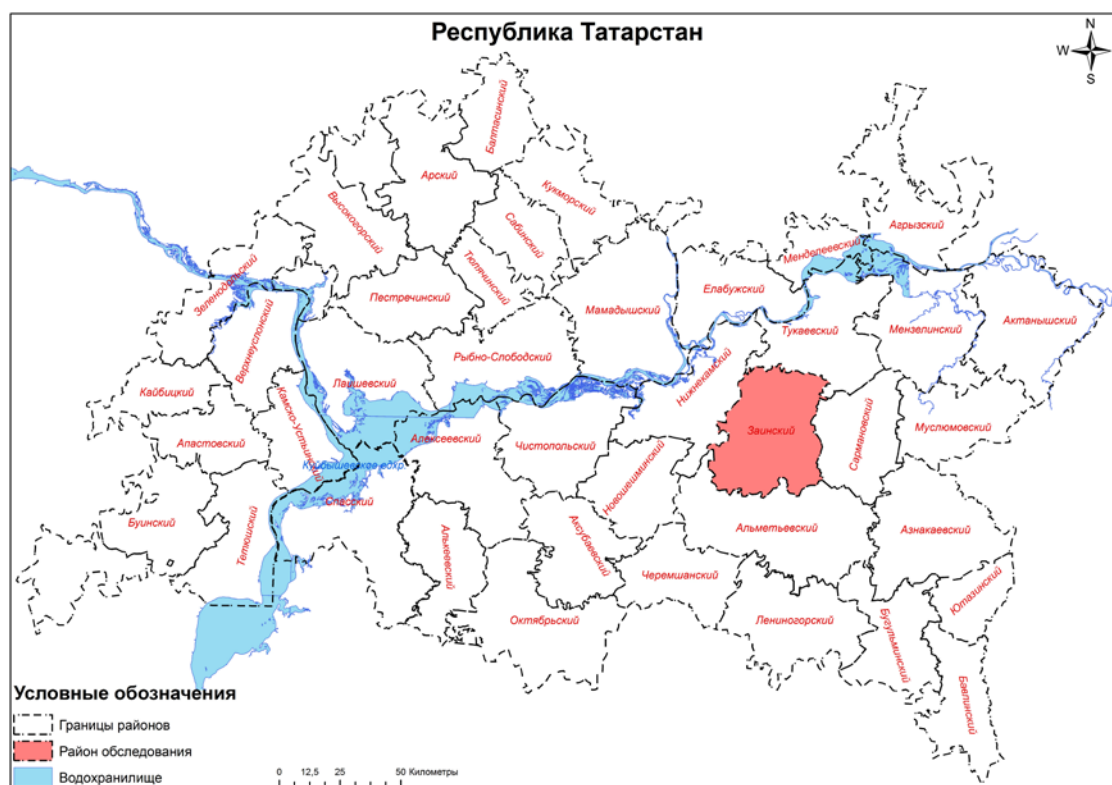 Республика Татарстан
N
W
E
S
Балтасинский
Арский
Кукморский
Высокогорский
Сабинский
Агрызский
Менделеевский
Тюлячинский
Зеленодольский
Пестречинский
Елабужский
Мамадышский
Тукаевский
Мензелинский
Актанышский
Верхнеуслонский
Рыбно-Слободский
Лаишевский
Нижнекамский
Кайбицкий
Камско-Устьинский
Заинский
Сармановский
Муслюмовский
Апастовский
Алексеевский
Чистопольский
Куйбышевское вдхр.
Новошешминский
Спасский
Буинский
Тетюшский
Алькеевский
Аксубаевский
Альметьевский
Азнакаевский
Черемшанский
Ютазинский
Октябрьский
Лениногорский
Бугульминский
Бавлинский
Условные обозначения
Границы районов
Район обследования
Водохранилище
0 12,5 25 50 Километры